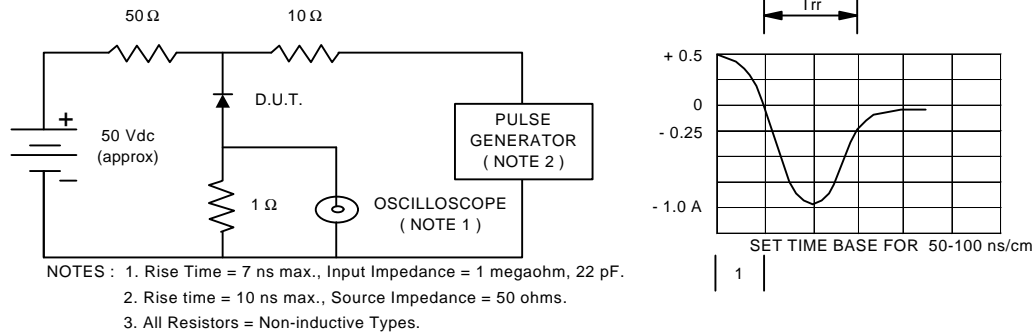 50 Ω
10 Ω
Trr
+ 0.5
D.U.T.
0
+
50 Vdc
(approx)
PULSE
GENERATOR
( NOTE 2 )
- 0.25
1 Ω
OSCILLOSCOPE
( NOTE 1 )
- 1.0 A
SET TIME BASE FOR 50-100 ns/cm
1
NOTES : 1. Rise Time = 7 ns max., Input Impedance = 1 megaohm, 22 pF.
2. Rise time = 10 ns max., Source Impedance = 50 ohms.
3. All Resistors = Non-inductive Types.